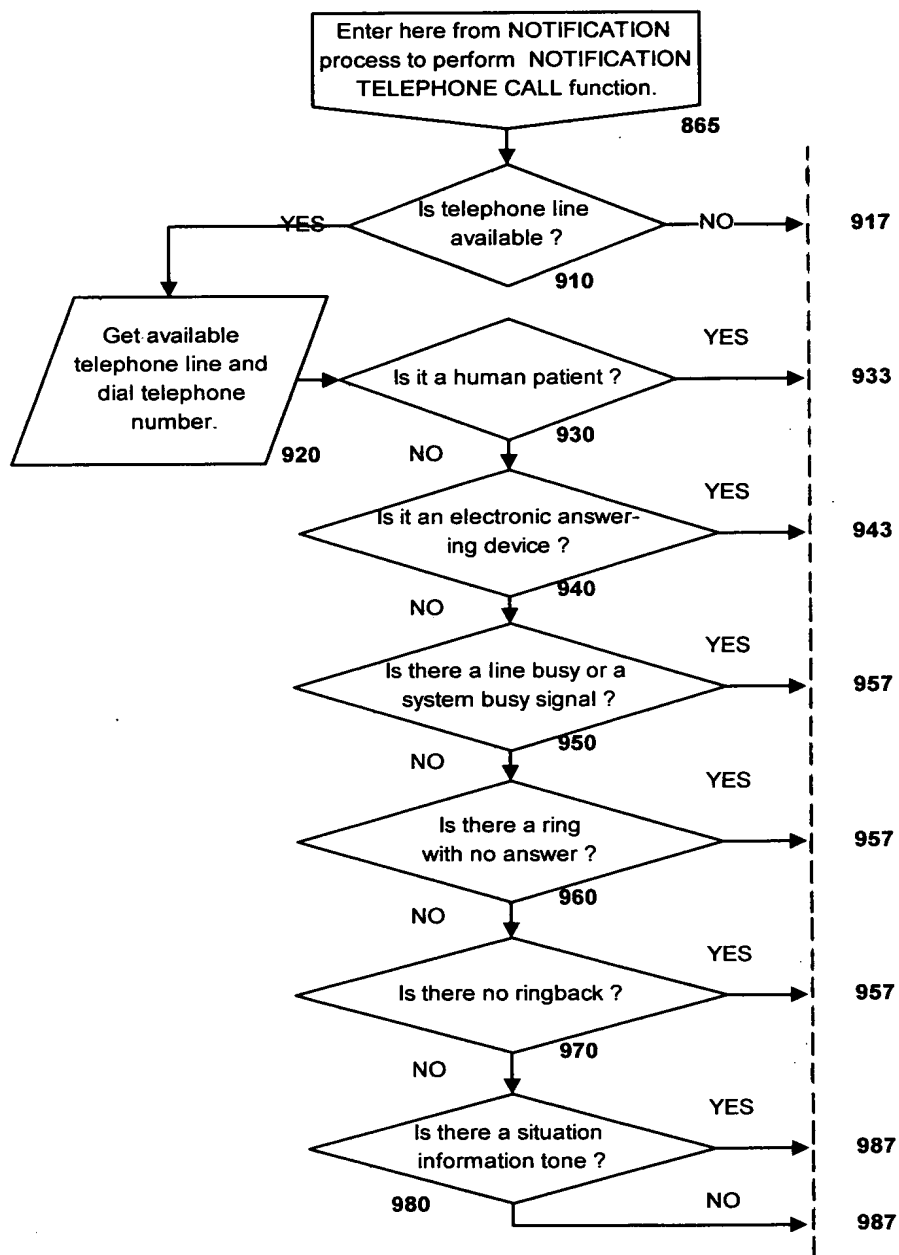 Enter here from NOTIFICATION
process to perform NOTIFICATION
TELEPHONE CALL function.
865
Is telephone line
available ?
910
YES
NO
917
Get available
telephone line and
dial telephone
number.
920
Is it a human patient ?
930
YES
933
NO
Is it an electronic answer-
ing device ?
940
YES
943
NO
Is there a line busy or a
system busy signal ?
950
YES
957
NO
Is there a ring
with no answer ?
960
YES
957
NO
Is there no ringback ?
970
YES
957
NO
Is there a situation
information tone ?
980
YES
987
NO
987